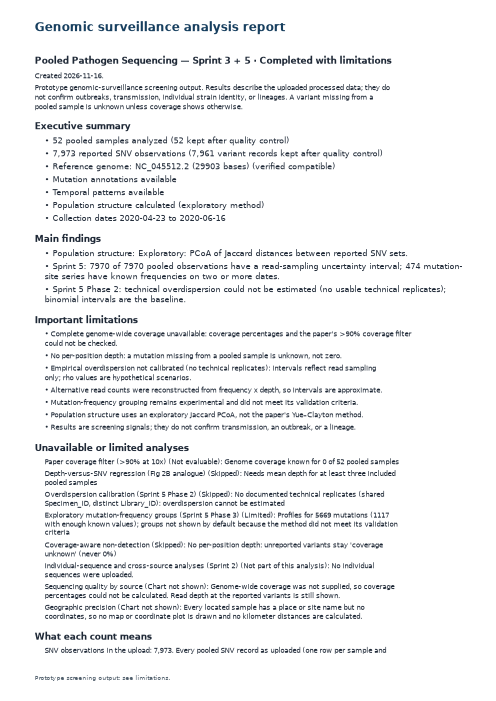 Genomic surveillance analysis report
Pooled Pathogen Sequencing — Sprint 3 + 5 · Completed with limitations
Created 2026-11-16.
Prototype genomic-surveillance screening output. Results describe the uploaded processed data; they do
not confirm outbreaks, transmission, individual strain identity, or lineages. A variant missing from a
pooled sample is unknown unless coverage shows otherwise.
Executive summary
• 52 pooled samples analyzed (52 kept after quality control)
• 7,973 reported SNV observations (7,961 variant records kept after quality control)
• Reference genome: NC_045512.2 (29903 bases) (verified compatible)
• Mutation annotations available
• Temporal patterns available
• Population structure calculated (exploratory method)
• Collection dates 2020-04-23 to 2020-06-16
Main findings
• Population structure: Exploratory: PCoA of Jaccard distances between reported SNV sets.
• Sprint 5: 7970 of 7970 pooled observations have a read-sampling uncertainty interval; 474 mutation-
site series have known frequencies on two or more dates.
• Sprint 5 Phase 2: technical overdispersion could not be estimated (no usable technical replicates);
binomial intervals are the baseline.
Important limitations
• Complete genome-wide coverage unavailable: coverage percentages and the paper's >90% coverage filter
could not be checked.
• No per-position depth: a mutation missing from a pooled sample is unknown, not zero.
• Empirical overdispersion not calibrated (no technical replicates): intervals reflect read sampling
only; rho values are hypothetical scenarios.
• Alternative read counts were reconstructed from frequency x depth, so intervals are approximate.
• Mutation-frequency grouping remains experimental and did not meet its validation criteria.
• Population structure uses an exploratory Jaccard PCoA, not the paper's Yue–Clayton method.
• Results are screening signals; they do not confirm transmission, an outbreak, or a lineage.
Unavailable or limited analyses
Paper coverage filter (>90% at 10x) (Not evaluable): Genome coverage known for 0 of 52 pooled samples
Depth-versus-SNV regression (Fig 2B analogue) (Skipped): Needs mean depth for at least three included
pooled samples
Overdispersion calibration (Sprint 5 Phase 2) (Skipped): No documented technical replicates (shared
Specimen_ID, distinct Library_ID): overdispersion cannot be estimated
Exploratory mutation-frequency groups (Sprint 5 Phase 3) (Limited): Profiles for 5669 mutations (1117
with enough known values); groups not shown by default because the method did not meet its validation
criteria
Coverage-aware non-detection (Skipped): No per-position depth: unreported variants stay 'coverage
unknown' (never 0%)
Individual-sequence and cross-source analyses (Sprint 2) (Not part of this analysis): No individual
sequences were uploaded.
Sequencing quality by source (Chart not shown): Genome-wide coverage was not supplied, so coverage
percentages could not be calculated. Read depth at the reported variants is still shown.
Geographic precision (Chart not shown): Every located sample has a place or site name but no
coordinates, so no map or coordinate plot is drawn and no kilometer distances are calculated.
What each count means
SNV observations in the upload: 7,973. Every pooled SNV record as uploaded (one row per sample and
Prototype screening output: see limitations.